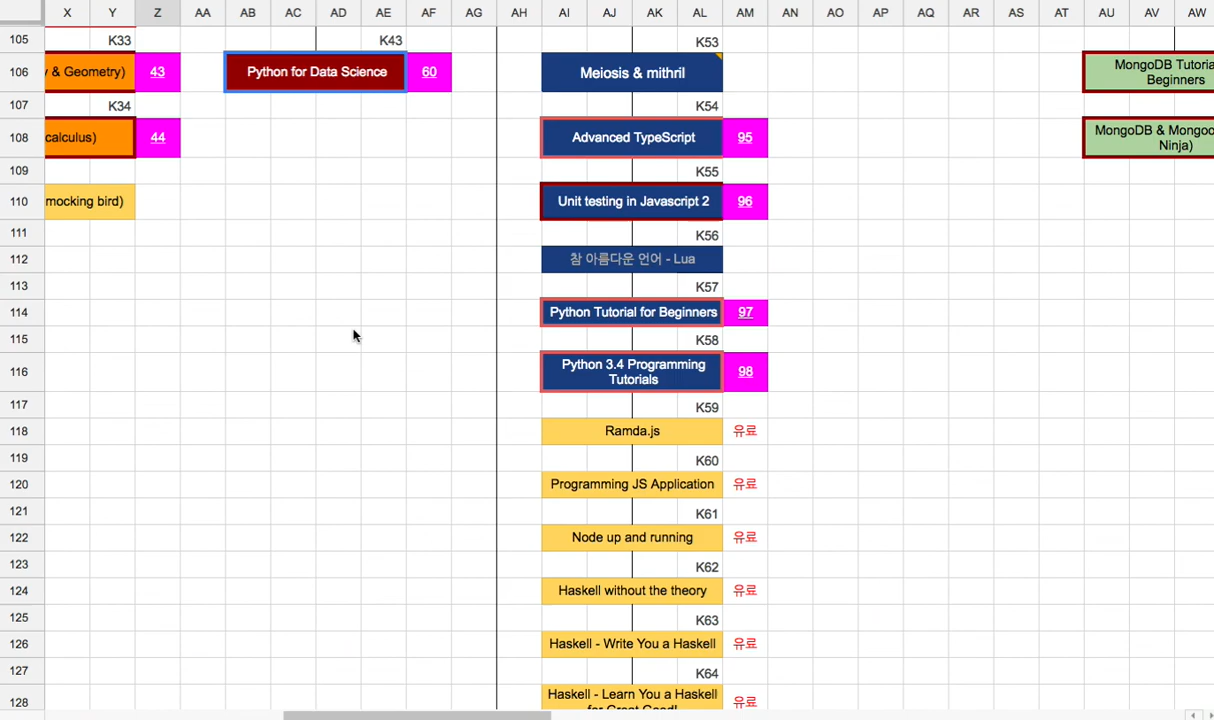 X Y Z AA AB AC AD AE AF AG AH AI AJ AK AL AM AN AO AP AQ AR AS AT AU AV AW
105 K33 K43 K53
106 y & Geometry) 43 Python for Data Science 60 Meiosis & mithril MongoDB Tutoria
Beginners
107 K34 K54
108 calculus) 44 Advanced TypeScript 95 MongoDB & Mongoo
Ninja)
109 K55
110 mocking bird) Unit testing in Javascript 2 96
111 K56
112 참 아름다운 언어 - Lua
113 K57
114 Python Tutorial for Beginners 97
115 K58
116 Python 3.4 Programming
Tutorials 98
117 K59
118 Ramda.js 유료
119 K60
120 Programming JS Application 유료
121 K61
122 Node up and running 유료
123 K62
124 Haskell without the theory 유료
125 K63
126 Haskell - Write You a Haskell 유료
127 K64
128 Haskell - Learn You a Haskell 유료
for Great Good!